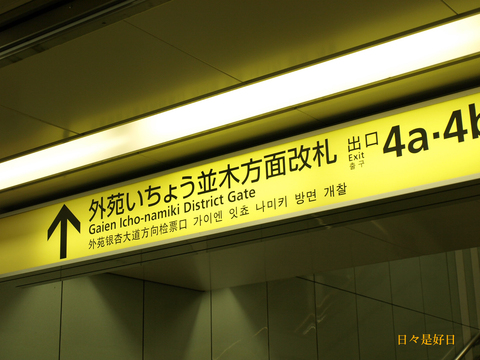 外苑いちょう並木方面改札
Gaien Icho-namiki District Gate
外苑银杏大道方向检票口 가이엔 잇쵸 나미키 방면 개찰
出口
Exit
출구
4a·4b
日々是好日